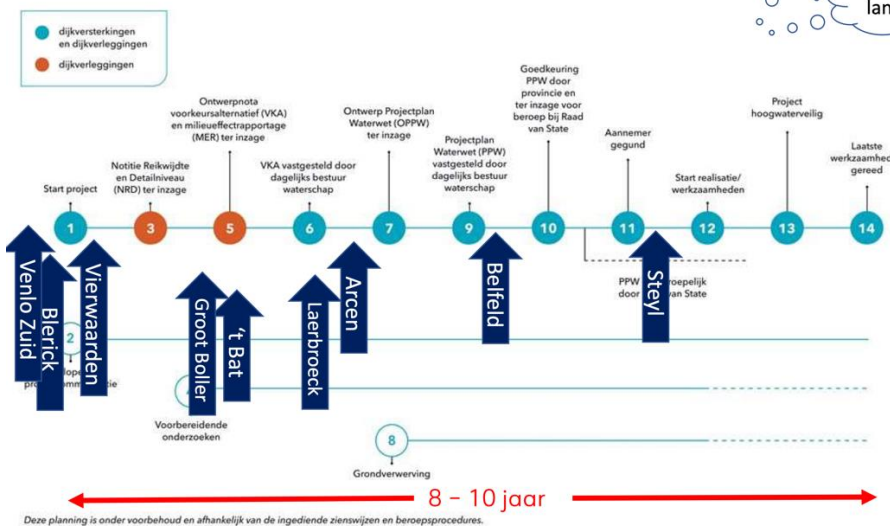 lan
dijkversterkingen
en dijkverleggingen
dijkverleggingen
Start project
Notitie Reikwijdte
en Detailniveau
(NRD) ter inzage
Ontwerpnota
voorkeursalternatief (VKA)
en milieueffectrapportage
(MER) ter inzage
VKA vastgesteld door
dagelijks bestuur
waterschap
Ontwerp Projectplan
Waterwet (OPPW)
ter inzage
Projectplan
Waterwet (PPW)
vastgesteld door
dagelijks bestuur
waterschap
Goedkeuring
PPW door
provincie en
ter inzage voor
beroep bij Raad
van State
Aannemer
gegund
Start realisatie/
werkzaamheden
Project
hoogwaterveilig
Laatste
werkzaamhed
gereed
1
3
5
6
7
9
10
11
12
13
14
Venlo Zuid
Blerick
Vierwaarden
Groot Boller
't Bat
Laerbroeck
Arcen
Belfeld
Steyl
PPW roepelijk
door van State
2
Voorbereidende
onderzoeken
8
Grondverwerving
8 – 10 jaar
Deze planning is onder voorbehoud en afhankelijk van de ingediende zienswijzen en beroepsprocedures.